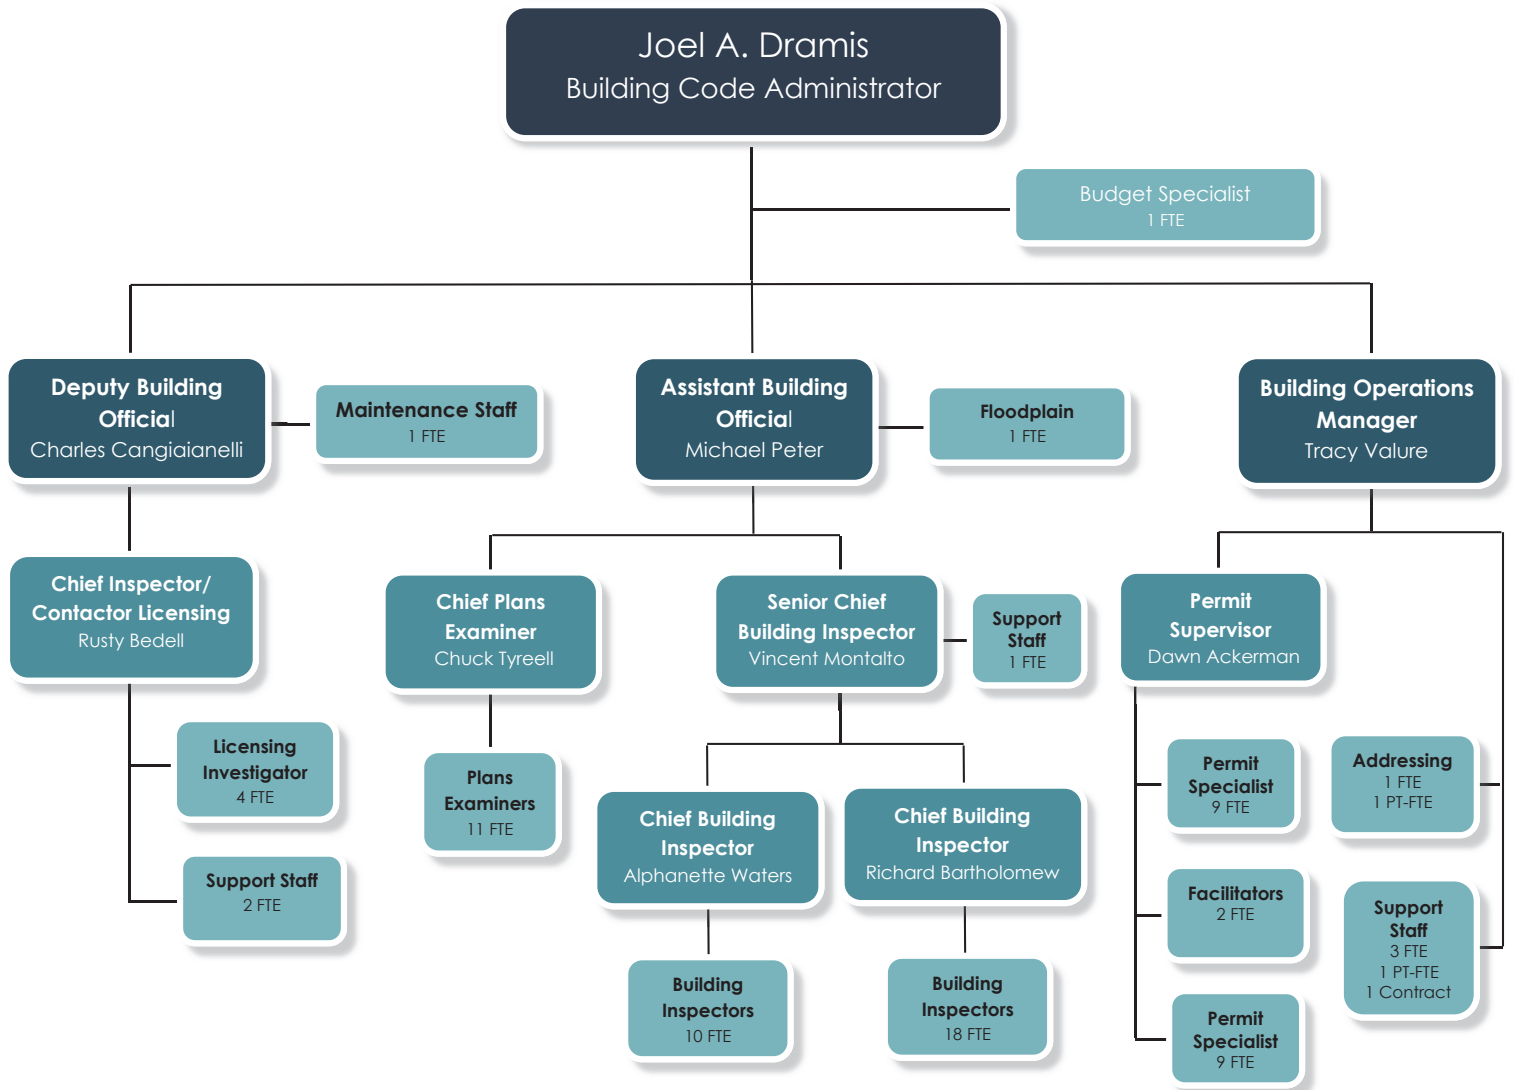 Joel A. Dramis
Building Code Administrator
Budget Specialist
1 FTE
Deputy Building
Official
Charles Cangiaianelli
Maintenance Staff
1 FTE
Assistant Building
Official
Michael Peter
Floodplain
1 FTE
Building Operations
Manager
Tracy Valure
Chief Inspector/
Contactor Licensing
Rusty Bedell
Chief Plans
Examiner
Chuck Tyreell
Senior Chief
Building Inspector
Vincent Montalto
Support
Staff
1 FTE
Permit
Supervisor
Dawn Ackerman
Licensing
Investigator
4 FTE
Support Staff
2 FTE
Plans
Examiners
11 FTE
Chief Building
Inspector
Alphanette Waters
Chief Building
Inspector
Richard Bartholomew
Building
Inspectors
10 FTE
Building
Inspectors
18 FTE
Permit
Specialist
9 FTE
Facilitators
2 FTE
Permit
Specialist
9 FTE
Addressing
1 FTE
1 PT-FTE
Support
Staff
3 FTE
1 PT-FTE
1 Contract